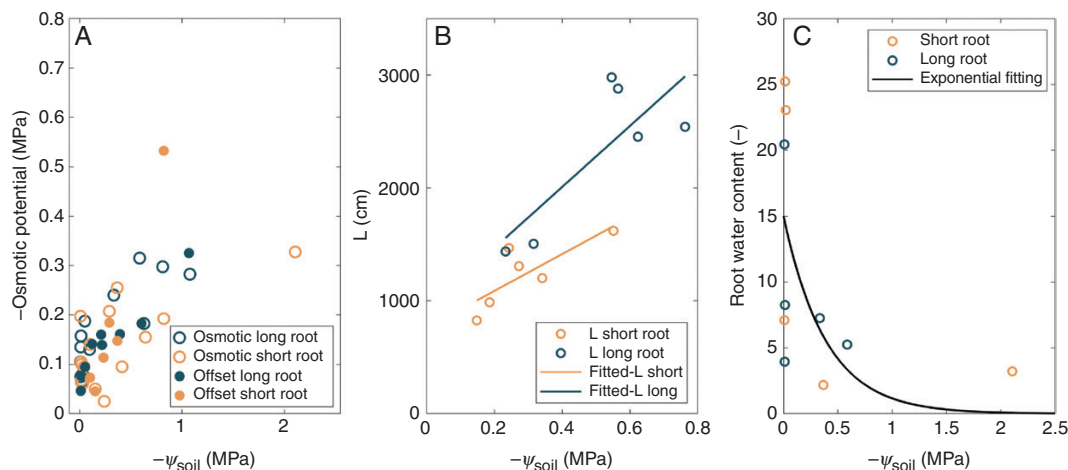 A
−Osmotic potential (MPa)
0.8
0.7
0.6
0.5
0.4
0.3
0.2
0.1
0
0
1
2
−ψsoil (MPa)
Osmotic long root
Osmotic short root
Offset long root
Offset short root
B
L (cm)
3000
2000
1000
0
0.2
0.4
0.6
0.8
−ψsoil (MPa)
L short root
L long root
Fitted-L short
Fitted-L long
C
Root water content (–)
30
25
20
15
10
5
0
0
0.5
1.0
1.5
2.0
2.5
−ψsoil (MPa)
Short root
Long root
Exponential fitting